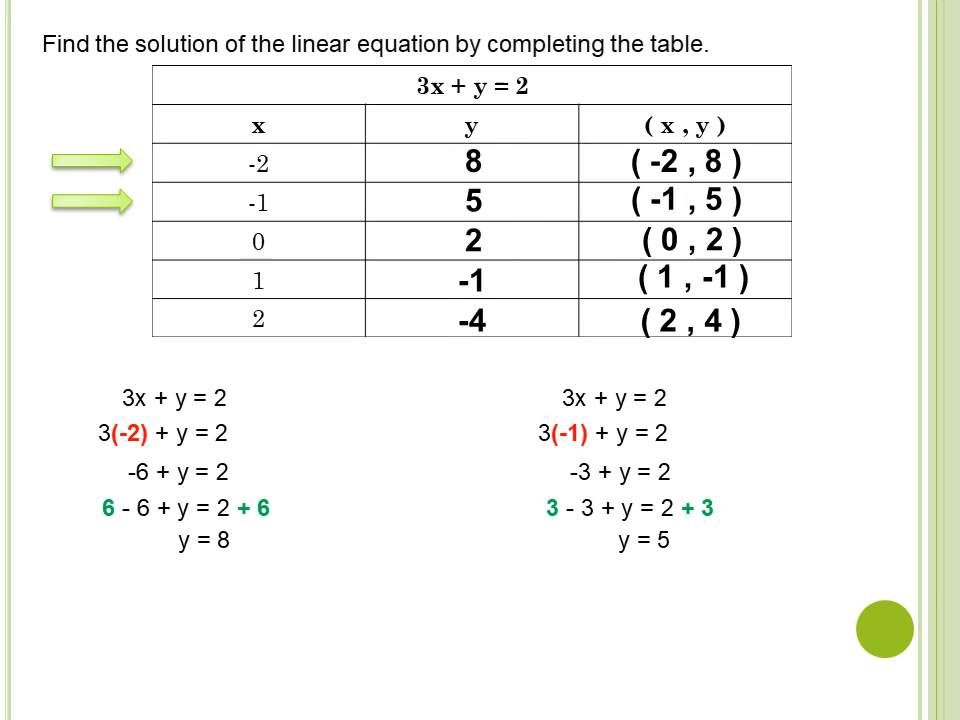 Find the solution of the linear equation by completing the table.
3x + y = 2
x y ( x , y )
-2 8 ( -2 , 8 )
-1 5 ( -1 , 5 )
0 2 ( 0 , 2 )
1 -1 ( 1 , -1 )
2 -4 ( 2 , 4 )
3x + y = 2
3(-2) + y = 2
-6 + y = 2
6 - 6 + y = 2 + 6
y = 8
3x + y = 2
3(-1) + y = 2
-3 + y = 2
3 - 3 + y = 2 + 3
y = 5